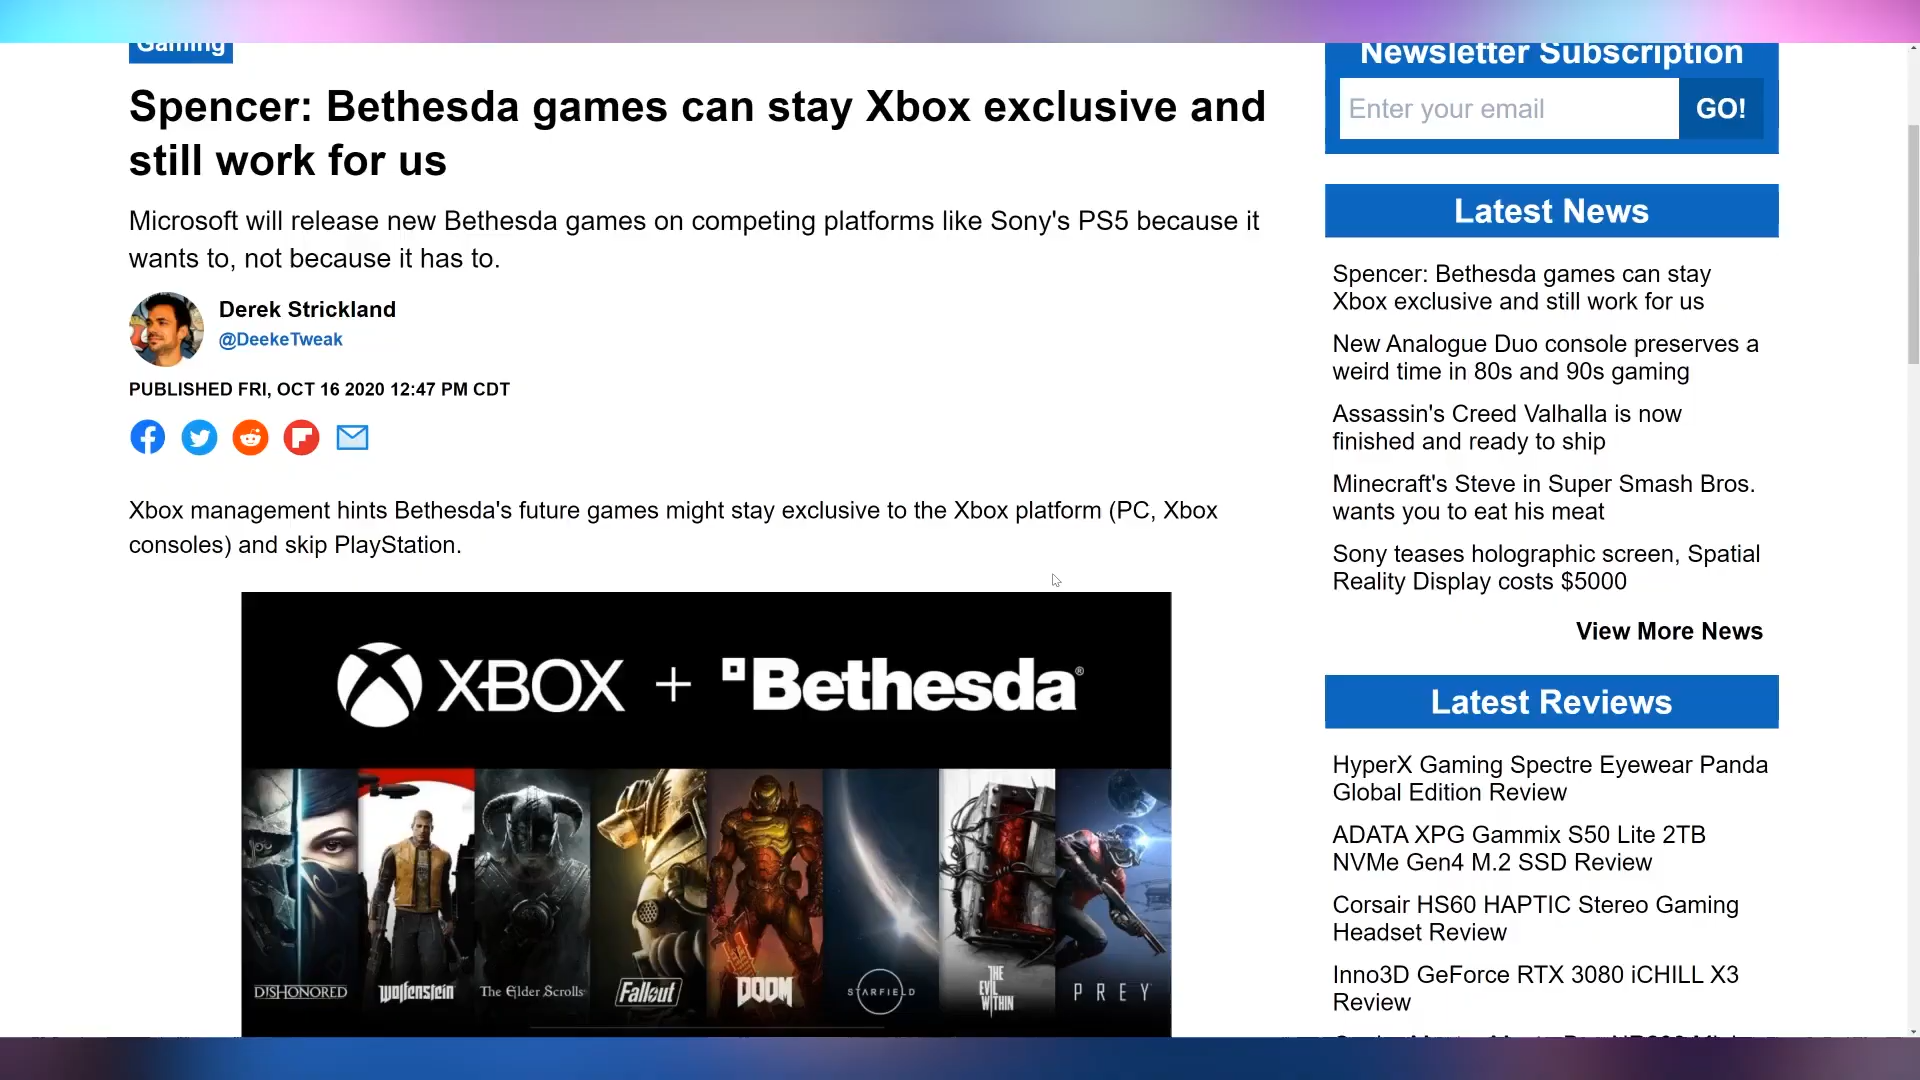 Gaming
Spencer: Bethesda games can stay Xbox exclusive and
still work for us
Microsoft will release new Bethesda games on competing platforms like Sony's PS5 because it
wants to, not because it has to.
Derek Strickland
@DeekeTweak
PUBLISHED FRI, OCT 16 2020 12:47 PM CDT
Xbox management hints Bethesda's future games might stay exclusive to the Xbox platform (PC, Xbox
consoles) and skip PlayStation.
XBOX + Bethesda®
DISHONORED
Wolfenstein
The Elder Scrolls
Fallout
DOOM
STARFIELD
THE
EVIL
WITHIN
PREY
Newsletter Subscription
Enter your email GO!
Latest News
Spencer: Bethesda games can stay
Xbox exclusive and still work for us
New Analogue Duo console preserves a
weird time in 80s and 90s gaming
Assassin's Creed Valhalla is now
finished and ready to ship
Minecraft's Steve in Super Smash Bros.
wants you to eat his meat
Sony teases holographic screen, Spatial
Reality Display costs $5000
View More News
Latest Reviews
HyperX Gaming Spectre Eyewear Panda
Global Edition Review
ADATA XPG Gammix S50 Lite 2TB
NVMe Gen4 M.2 SSD Review
Corsair HS60 HAPTIC Stereo Gaming
Headset Review
Inno3D GeForce RTX 3080 iCHILL X3
Review